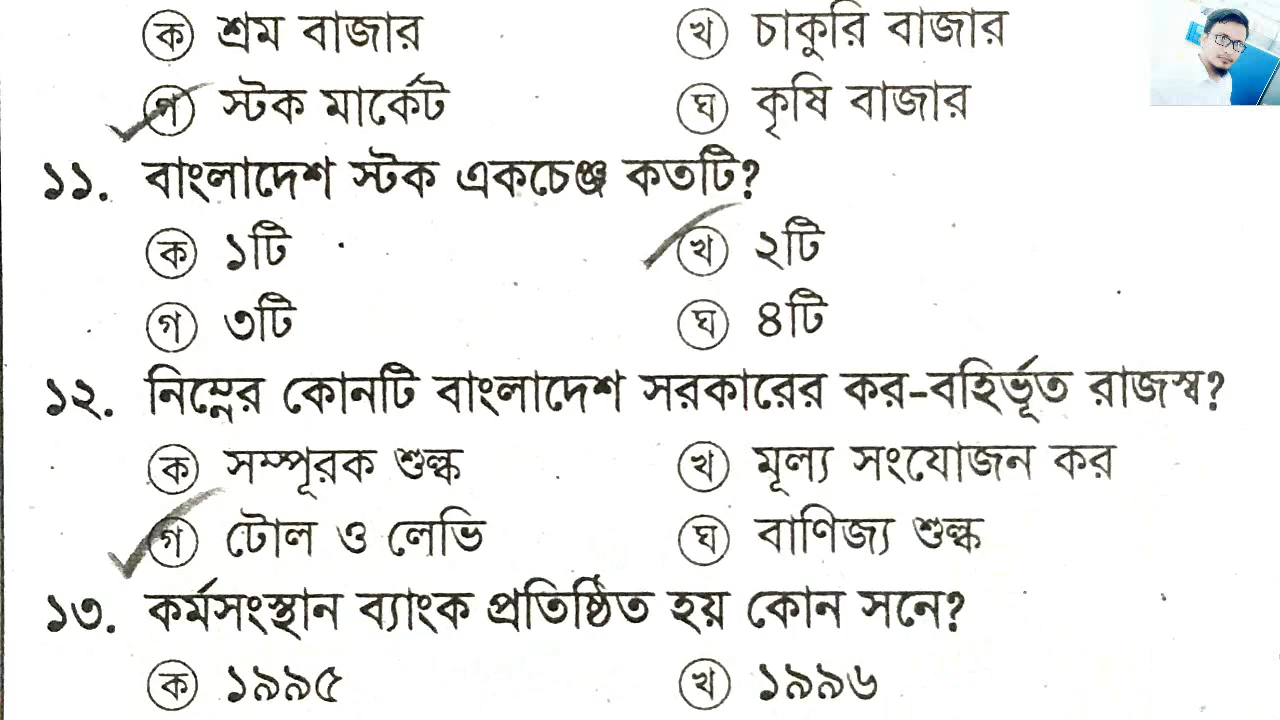 ক শ্রম বাজার খ চাকুরি বাজার
গ স্টক মার্কেট ঘ কৃষি বাজার
১১. বাংলাদেশ স্টক একচেঞ্জ কতটি?
ক ১টি খ ২টি
গ ৩টি ঘ ৪টি
১২. নিম্নের কোনটি বাংলাদেশ সরকারের কর-বহির্ভূত রাজস্ব?
ক সম্পূরক শুল্ক খ মূল্য সংযোজন কর
গ টোল ও লেভি ঘ বাণিজ্য শুল্ক
১৩. কর্মসংস্থান ব্যাংক প্রতিষ্ঠিত হয় কোন সনে?
ক ১৯৯৫ খ ১৯৯৬